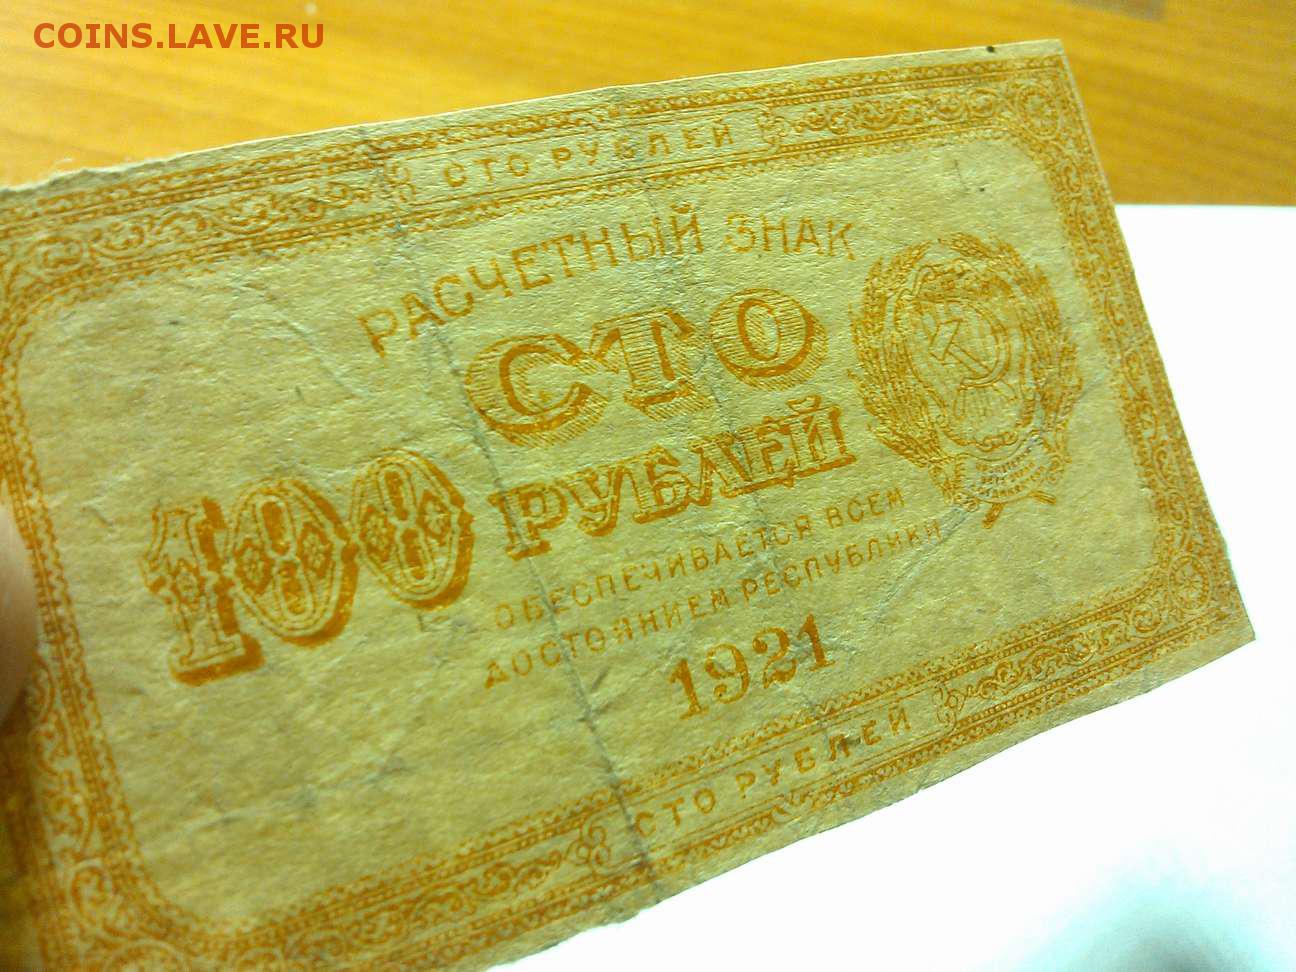 COINS.LAVE.RU
СТО РУБЛЕЙ
РАСЧЕТНЫЙ ЗНАК
СТО
100 РУБЛЕЙ
ОБЕСПЕЧИВАЕТСЯ ВСЕМ
ДОСТОЯНИЕМ РЕСПУБЛИКИ
1921
СТО РУБЛЕЙ